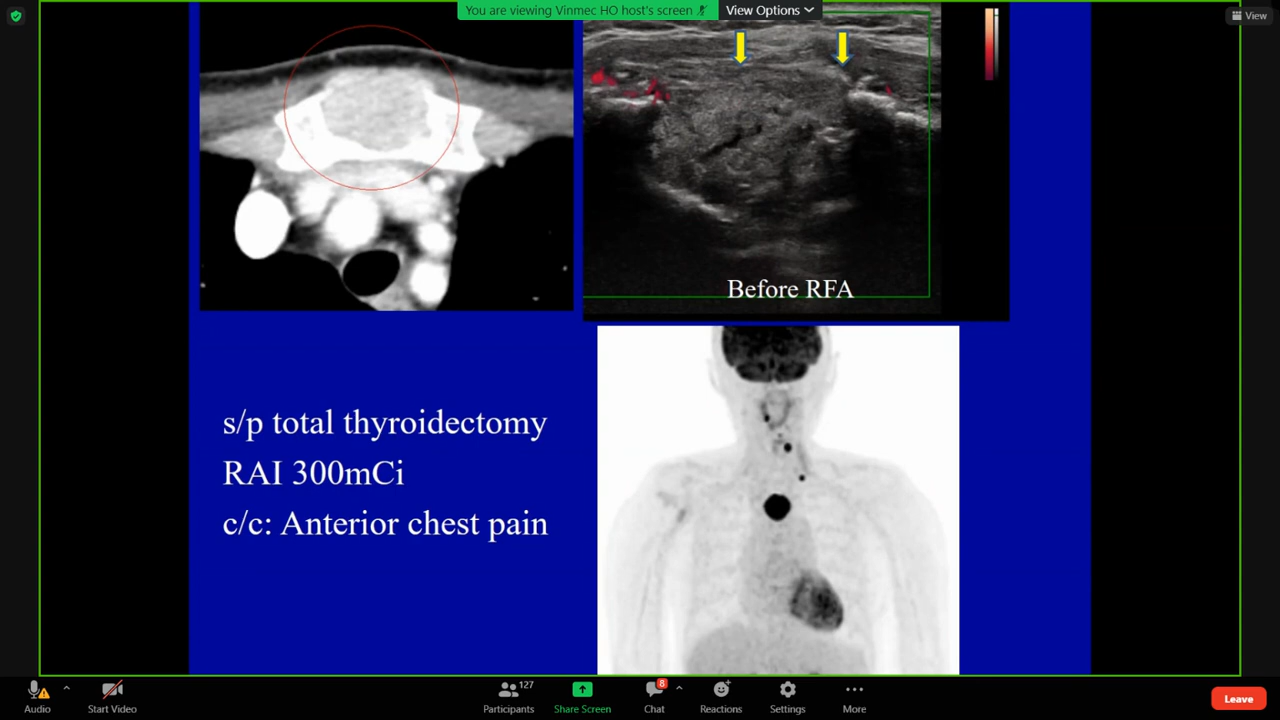 You are viewing Vinmec HO host's screen
View Options
View
Before RFA
s/p total thyroidectomy
RAI 300mCi
c/c: Anterior chest pain
Audio
Start Video
Participants
127
Share Screen
Chat
8
Reactions
Settings
More
Leave